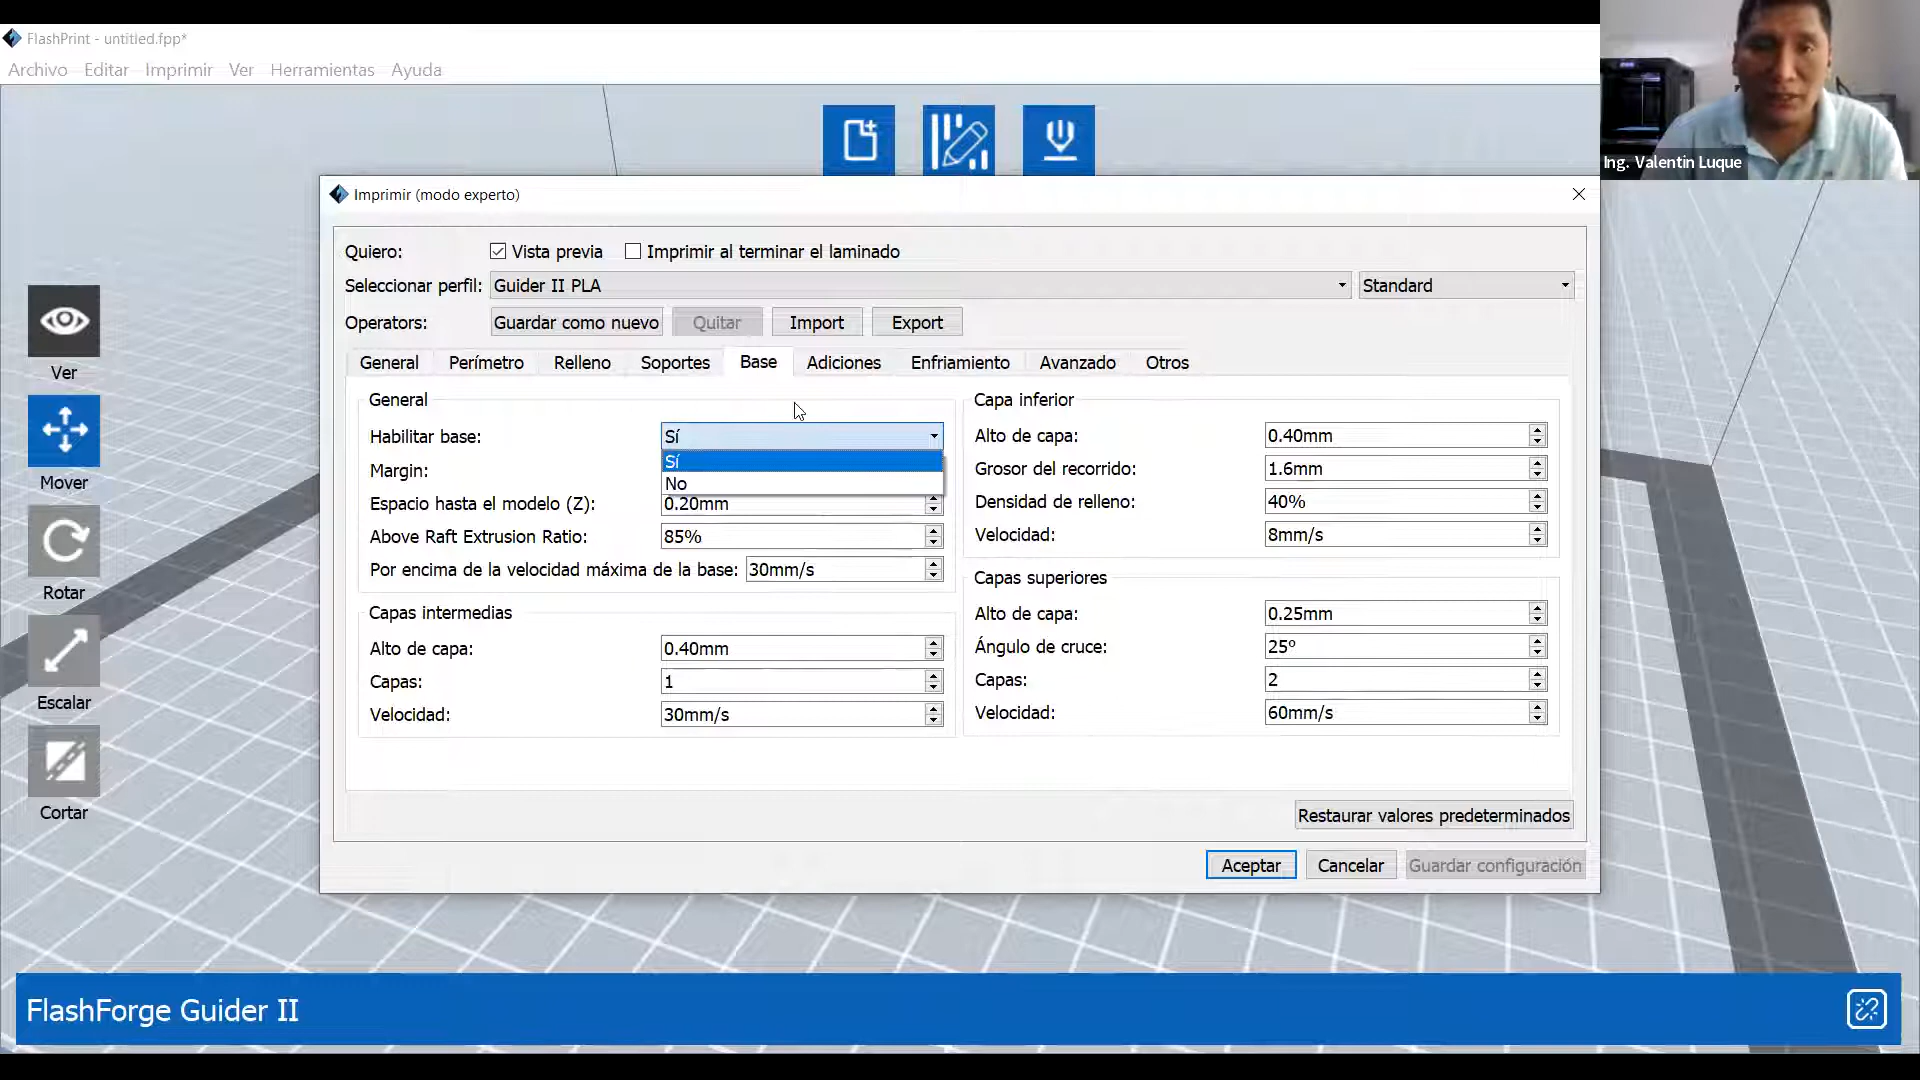 FlashPrint - untitled.fpp*
Archivo Editar Imprimir Ver Herramientas Ayuda
Ing. Valentin Luque
Imprimir (modo experto)
Quiero: Vista previa Imprimir al terminar el laminado
Seleccionar perfil: Guider II PLA Standard
Operators: Guardar como nuevo Quitar Import Export
General Perímetro Relleno Soportes Base Adiciones Enfriamiento Avanzado Otros
General
Habilitar base: Sí
Sí
No
Margin:
Espacio hasta el modelo (Z): 0.20mm
Above Raft Extrusion Ratio: 85%
Por encima de la velocidad máxima de la base: 30mm/s
Capas intermedias
Alto de capa: 0.40mm
Capas: 1
Velocidad: 30mm/s
Capa inferior
Alto de capa: 0.40mm
Grosor del recorrido: 1.6mm
Densidad de relleno: 40%
Velocidad: 8mm/s
Capas superiores
Alto de capa: 0.25mm
Ángulo de cruce: 25º
Capas: 2
Velocidad: 60mm/s
Restaurar valores predeterminados
Aceptar Cancelar Guardar configuración
Ver
Mover
Rotar
Escalar
Cortar
FlashForge Guider II